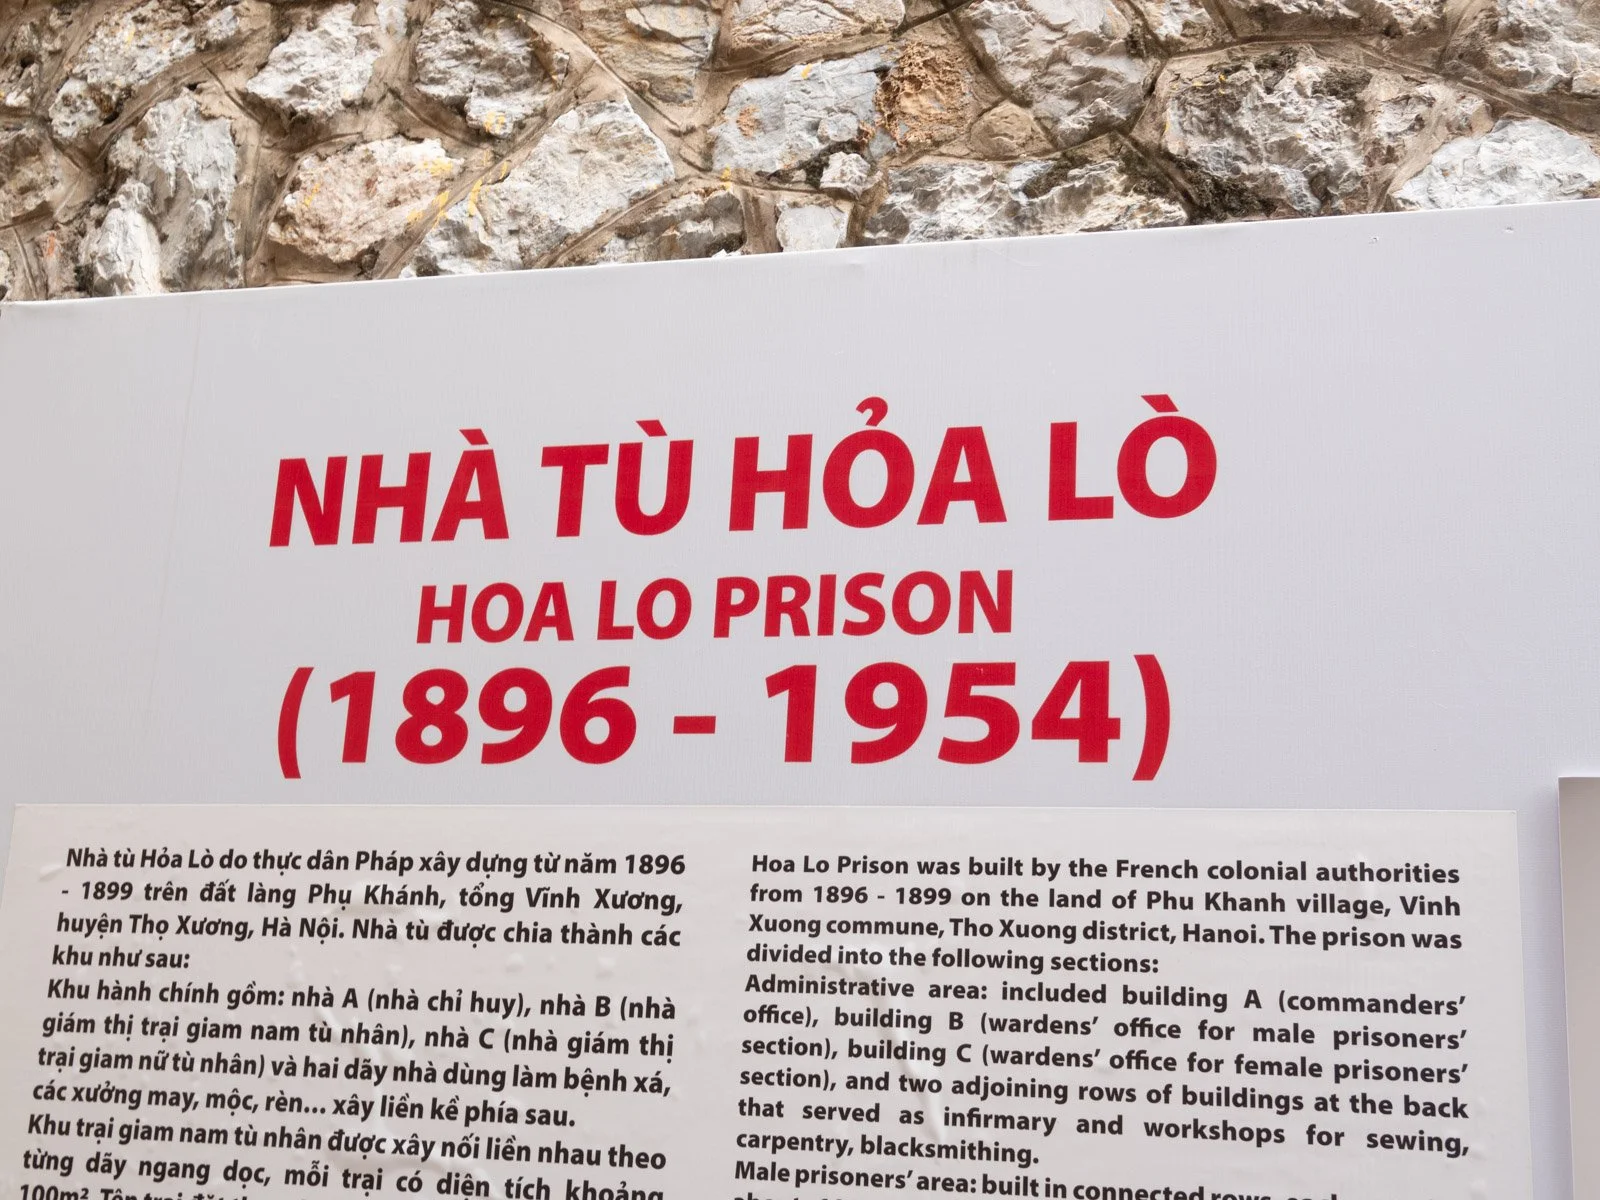 NHÀ TÙ HỎA LÒ
HOA LO PRISON
(1896 - 1954)
Nhà tù Hỏa Lò do thực dân Pháp xây dựng từ năm 1896
- 1899 trên đất làng Phụ Khánh, tổng Vĩnh Xương,
huyện Thọ Xương, Hà Nội. Nhà tù được chia thành các
khu như sau:
Khu hành chính gồm: nhà A (nhà chỉ huy), nhà B (nhà
giám thị trại giam nam tù nhân), nhà C (nhà giám thị
trại giam nữ tù nhân) và hai dãy nhà dùng làm bệnh xá,
các xưởng may, mộc, rèn... xây liền kề phía sau.
Khu trại giam nam tù nhân được xây nối liền nhau theo
từng dãy ngang dọc, mỗi trại có diện tích khoảng
100m².
Hoa Lo Prison was built by the French colonial authorities
from 1896 - 1899 on the land of Phu Khanh village, Vinh
Xuong commune, Tho Xuong district, Hanoi. The prison was
divided into the following sections:
Administrative area: included building A (commanders'
office), building B (wardens' office for male prisoners'
section), building C (wardens' office for female prisoners'
section), and two adjoining rows of buildings at the back
that served as infirmary and workshops for sewing,
carpentry, blacksmithing.
Male prisoners' area: built in connected rows, each